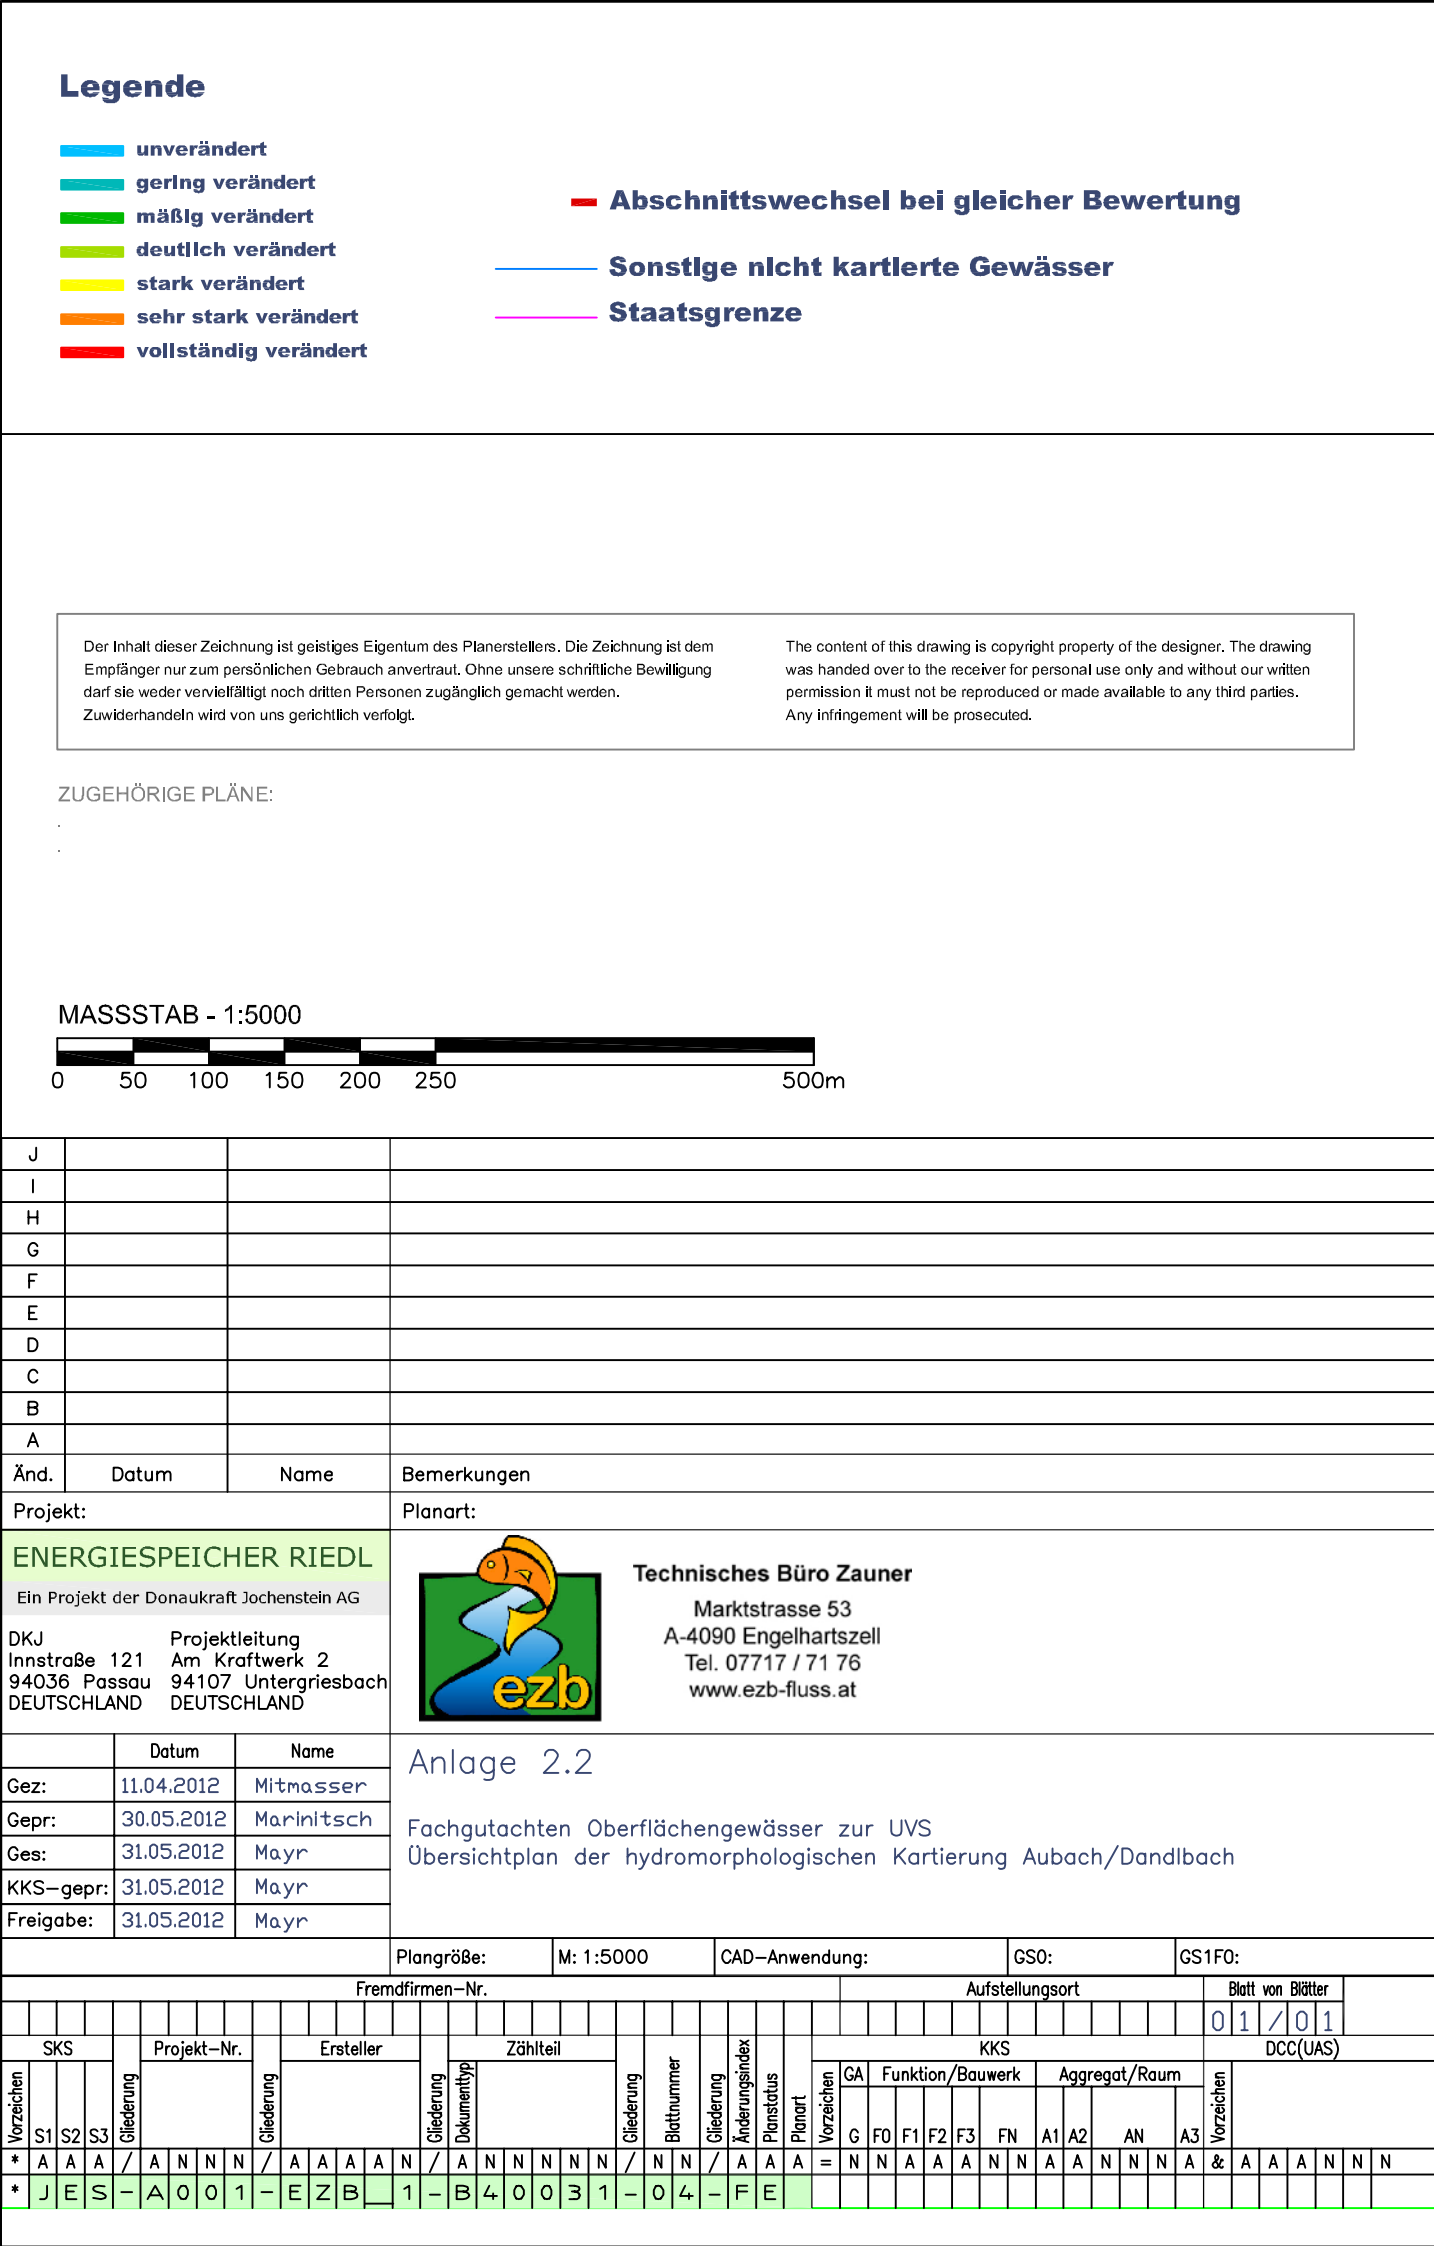 Legende
unverändert
gering verändert
mäßig verändert
deutlich verändert
stark verändert
sehr stark verändert
vollständig verändert
Abschnittswechsel bei gleicher Bewertung
Sonstige nicht kartierte Gewässer
Staatsgrenze
Der Inhalt dieser Zeichnung ist geistiges Eigentum des Planerstellers. Die Zeichnung ist dem
Empfänger nur zum persönlichen Gebrauch anvertraut. Ohne unsere schriftliche Bewilligung
darf sie weder vervielfältigt noch dritten Personen zugänglich gemacht werden.
Zuwiderhandeln wird von uns gerichtlich verfolgt.
The content of this drawing is copyright property of the designer. The drawing
was handed over to the receiver for personal use only and without our written
permission it must not be reproduced or made available to any third parties.
Any infringement will be prosecuted.
ZUGEHÖRIGE PLÄNE:
.
.
MASSSTAB - 1:5000
0 50 100 150 200 250 500m
J
I
H
G
F
E
D
C
B
A
Änd. Datum Name Bemerkungen
Projekt: Planart:
ENERGIESPEICHER RIEDL
Ein Projekt der Donaukraft Jochenstein AG
DKJ Projektleitung
Innstraße 121 Am Kraftwerk 2
94036 Passau 94107 Untergriesbach
DEUTSCHLAND DEUTSCHLAND
ezb
Technisches Büro Zauner
Marktstrasse 53
A-4090 Engelhartszell
Tel. 07717 / 71 76
www.ezb-fluss.at
Datum Name
Gez: 11.04.2012 Mitmasser
Gepr: 30.05.2012 Marinitsch
Ges: 31.05.2012 Mayr
KKS-gepr: 31.05.2012 Mayr
Freigabe: 31.05.2012 Mayr
Anlage 2.2
Fachgutachten Oberflächengewässer zur UVS
Übersichtplan der hydromorphologischen Kartierung Aubach/Dandlbach
Plangröße: M: 1:5000 CAD-Anwendung: GS0: GS1F0:
Fremdfirmen-Nr. Aufstellungsort Blatt von Blätter
0 1 / 0 1
SKS Projekt-Nr. Ersteller Zählteil KKS DCC(UAS)
Vorzeichen S1 S2 S3 Gliederung Gliederung Gliederung Dokumenttyp Gliederung Blattnummer Gliederung Änderungsindex Planstatus Planart Vorzeichen GA Funktion/Bauwerk Aggregat/Raum Vorzeichen
G F0 F1 F2 F3 FN A1 A2 AN A3
* A A A / A N N N / A A A A N / A N N N N N / N N / A A A = N N A A A N N A A N N N A & A A A N N N
* J E S - A 0 0 1 - E Z B _ 1 - B 4 0 0 3 1 - 0 4 - F E